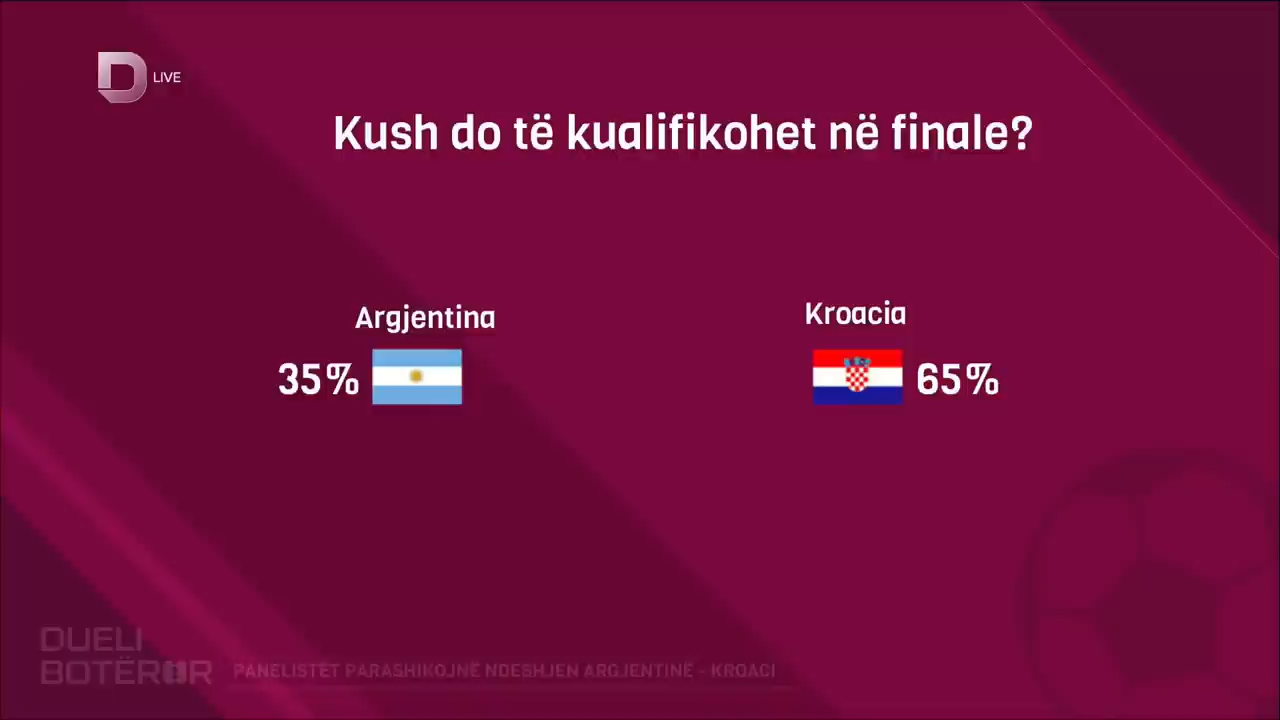 D LIVE
Kush do të kualifikohet në finale?
Argjentina
Kroacia
35%
65%
DUELI
BOTËROR
PANELISTËT PARASHIKOJNË NDESHJEN ARGJENTINË - KROACI